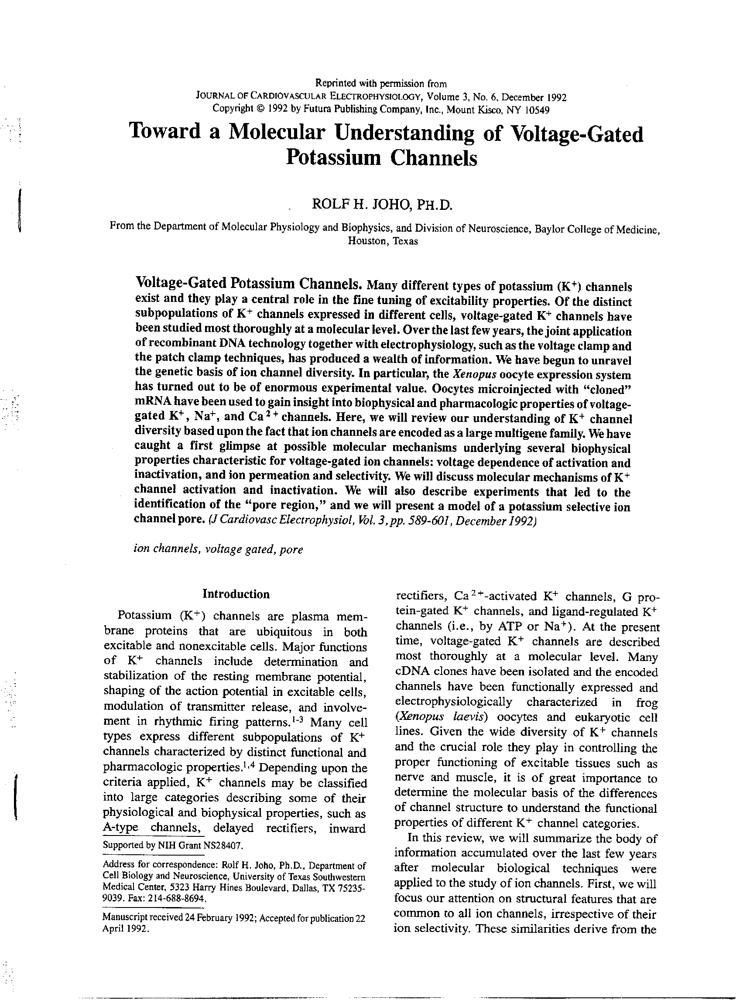 Reprinted with permission from
JOURNAL OF CARDIOVASCULAR ELECTROPHYSIOLOGY, Volume 3, No. 6, December 1992
Copyright © 1992 by Futura Publishing Company, Inc., Mount Kisco, NY 10549
Toward a Molecular Understanding of Voltage-Gated
Potassium Channels
ROLF H. JOHO, PH.D.
From the Department of Molecular Physiology and Biophysics, and Division of Neuroscience, Baylor College of Medicine,
Houston, Texas
Voltage-Gated Potassium Channels. Many different types of potassium (K⁺) channels
exist and they play a central role in the fine tuning of excitability properties. Of the distinct
subpopulations of K⁺ channels expressed in different cells, voltage-gated K⁺ channels have
been studied most thoroughly at a molecular level. Over the last few years, the joint application
of recombinant DNA technology together with electrophysiology, such as the voltage clamp and
the patch clamp techniques, has produced a wealth of information. We have begun to unravel
the genetic basis of ion channel diversity. In particular, the Xenopus oocyte expression system
has turned out to be of enormous experimental value. Oocytes microinjected with “cloned”
mRNA have been used to gain insight into biophysical and pharmacologic properties of voltage-
gated K⁺, Na⁺, and Ca²⁺ channels. Here, we will review our understanding of K⁺ channel
diversity based upon the fact that ion channels are encoded as a large multigene family. We have
caught a first glimpse at possible molecular mechanisms underlying several biophysical
properties characteristic for voltage-gated ion channels: voltage dependence of activation and
inactivation, and ion permeation and selectivity. We will discuss molecular mechanisms of K⁺
channel activation and inactivation. We will also describe experiments that led to the
identification of the “pore region,” and we will present a model of a potassium selective ion
channel pore. (J Cardiovasc Electrophysiol, Vol. 3, pp. 589-601, December 1992)
ion channels, voltage gated, pore
Introduction
Potassium (K⁺) channels are plasma mem-
brane proteins that are ubiquitous in both
excitable and nonexcitable cells. Major functions
of K⁺ channels include determination and
stabilization of the resting membrane potential,
shaping of the action potential in excitable cells,
modulation of transmitter release, and involve-
ment in rhythmic firing patterns.¹⁻³ Many cell
types express different subpopulations of K⁺
channels characterized by distinct functional and
pharmacologic properties.¹,⁴ Depending upon the
criteria applied, K⁺ channels may be classified
into large categories describing some of their
physiological and biophysical properties, such as
A-type channels, delayed rectifiers, inward
Supported by NIH Grant NS28407.
Address for correspondence: Rolf H. Joho, Ph.D., Department of
Cell Biology and Neuroscience, University of Texas Southwestern
Medical Center, 5323 Harry Hines Boulevard, Dallas, TX 75235-
9039. Fax: 214-688-8694.
Manuscript received 24 February 1992; Accepted for publication 22
April 1992.
rectifiers, Ca²⁺-activated K⁺ channels, G pro-
tein-gated K⁺ channels, and ligand-regulated K⁺
channels (i.e., by ATP or Na⁺). At the present
time, voltage-gated K⁺ channels are described
most thoroughly at a molecular level. Many
cDNA clones have been isolated and the encoded
channels have been functionally expressed and
electrophysiologically characterized in frog
(Xenopus laevis) oocytes and eukaryotic cell
lines. Given the wide diversity of K⁺ channels
and the crucial role they play in controlling the
proper functioning of excitable tissues such as
nerve and muscle, it is of great importance to
determine the molecular basis of the differences
of channel structure to understand the functional
properties of different K⁺ channel categories.
In this review, we will summarize the body of
information accumulated over the last few years
after molecular biological techniques were
applied to the study of ion channels. First, we will
focus our attention on structural features that are
common to all ion channels, irrespective of their
ion selectivity. These similarities derive from the